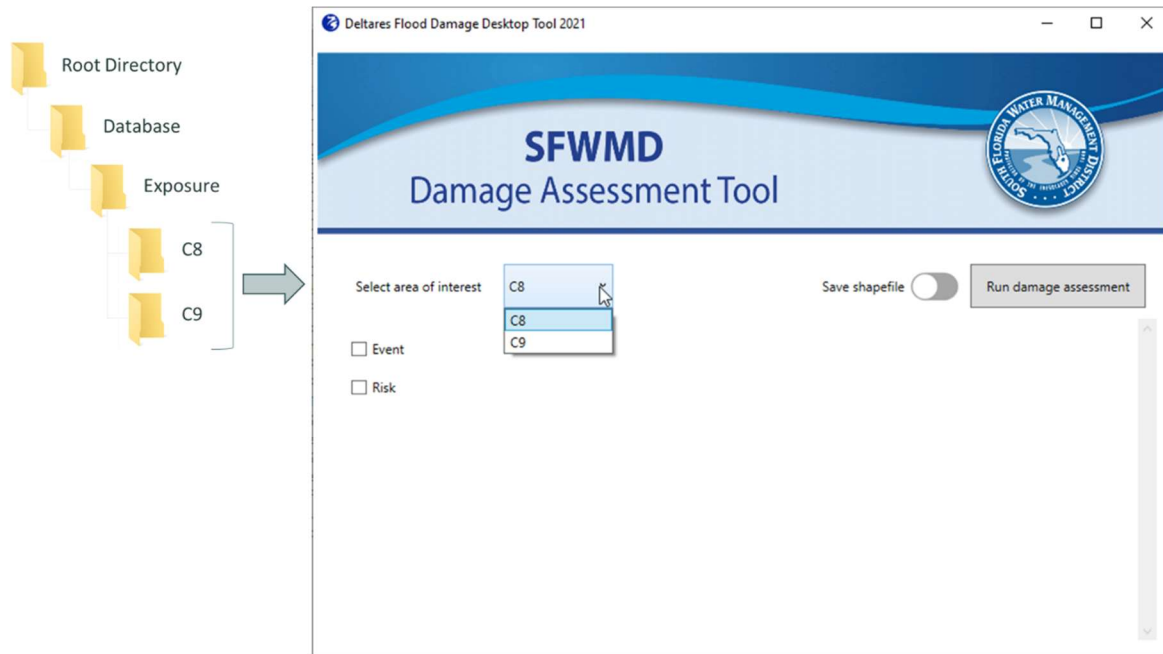 Root Directory
Database
Exposure
C8
C9
Deltares Flood Damage Desktop Tool 2021
SFWMD
Damage Assessment Tool
SOUTH FLORIDA WATER MANAGEMENT DISTRICT
Select area of interest
C8
C8
C9
Save shapefile
Run damage assessment
Event
Risk